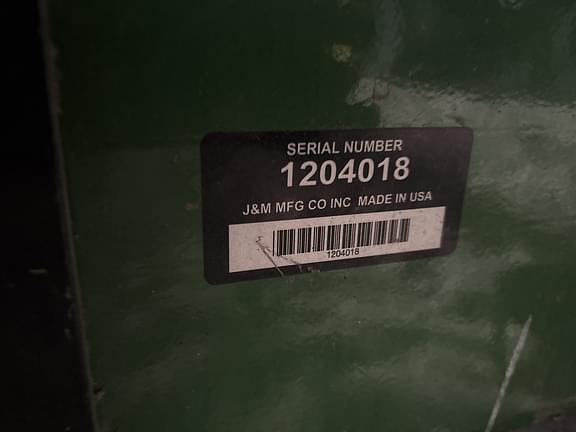 SERIAL NUMBER
1204018
J&M MFG CO INC MADE IN USA
1204018